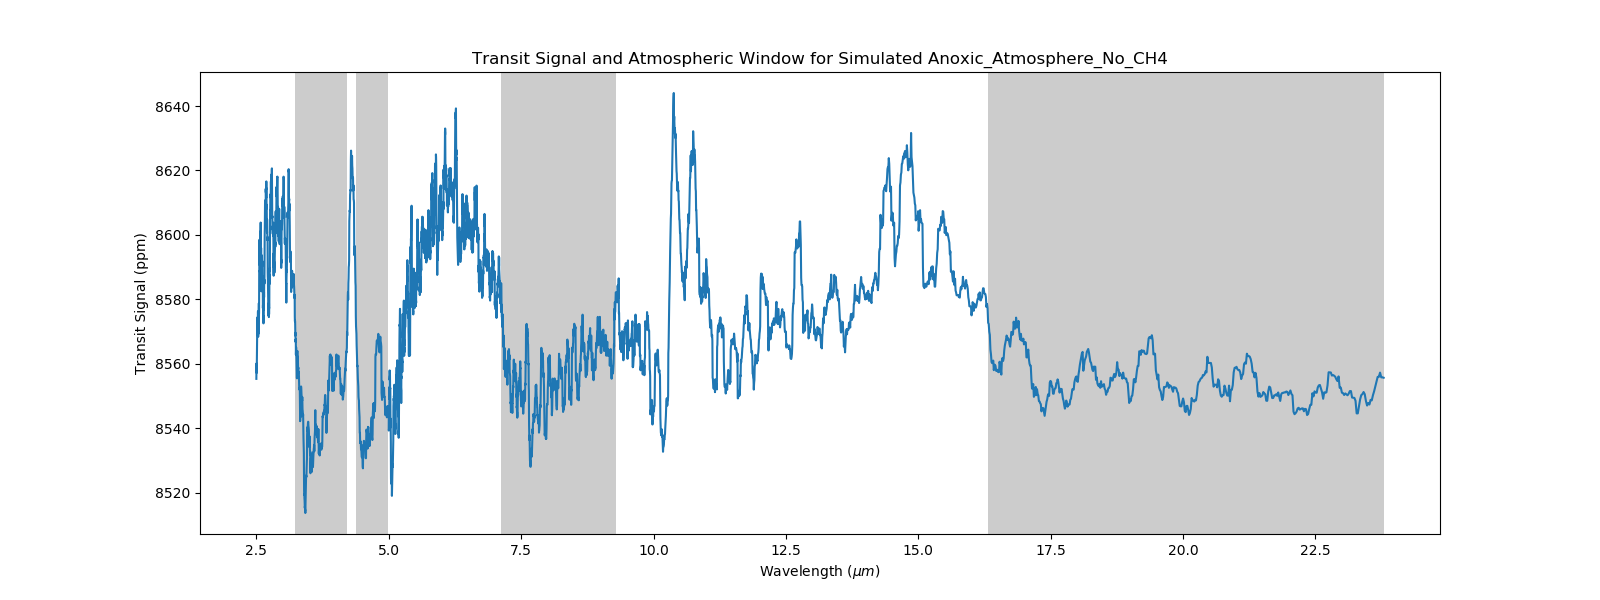 Transit Signal and Atmospheric Window for Simulated Anoxic_Atmosphere_No_CH4
Transit Signal (ppm)
8640
8620
8600
8580
8560
8540
8520
2.5 5.0 7.5 10.0 12.5 15.0 17.5 20.0 22.5
Wavelength (μm)